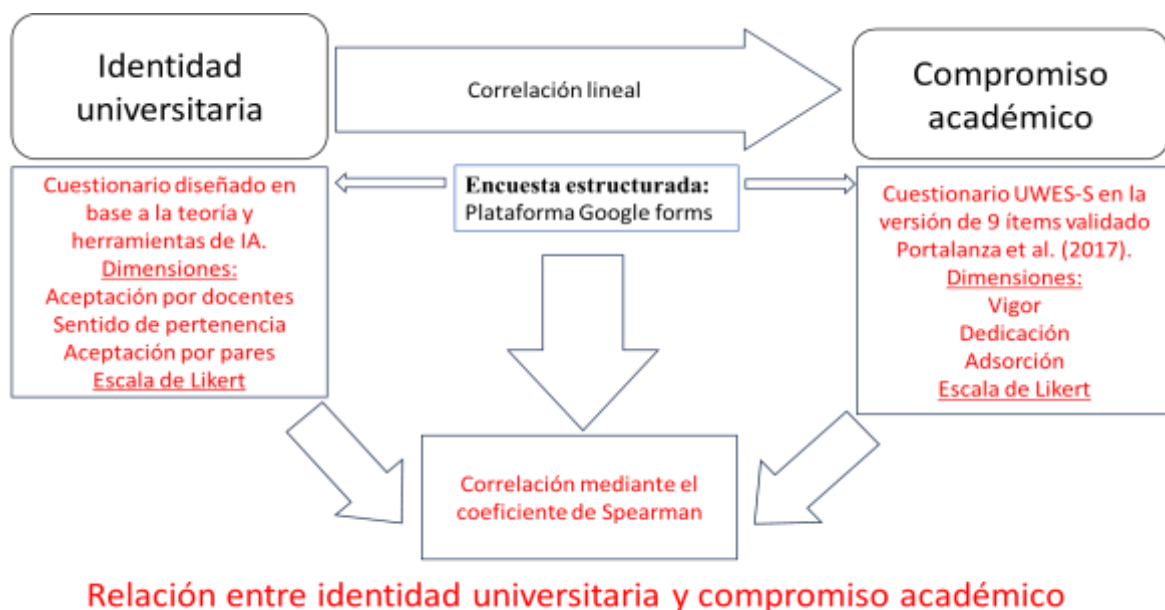 Identidad
universitaria
Correlación lineal
Compromiso
académico
Cuestionario diseñado en
base a la teoría y
herramientas de IA.
Dimensiones:
Aceptación por docentes
Sentido de pertenencia
Aceptación por pares
Escala de Likert
Encuesta estructurada:
Plataforma Google forms
Cuestionario UWES-S en la
versión de 9 ítems validado
Portalanza et al. (2017).
Dimensiones:
Vigor
Dedicación
Adsorción
Escala de Likert
Correlación mediante el
coeficiente de Spearman
Relación entre identidad universitaria y compromiso académico